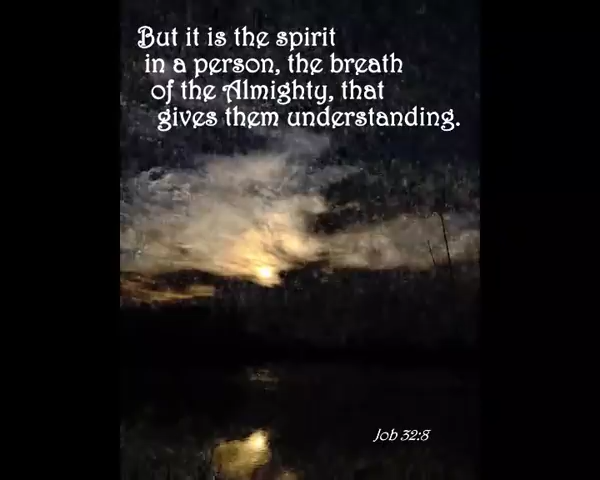 But it is the spirit
in a person, the breath
of the Almighty, that
gives them understanding.
Job 32:8